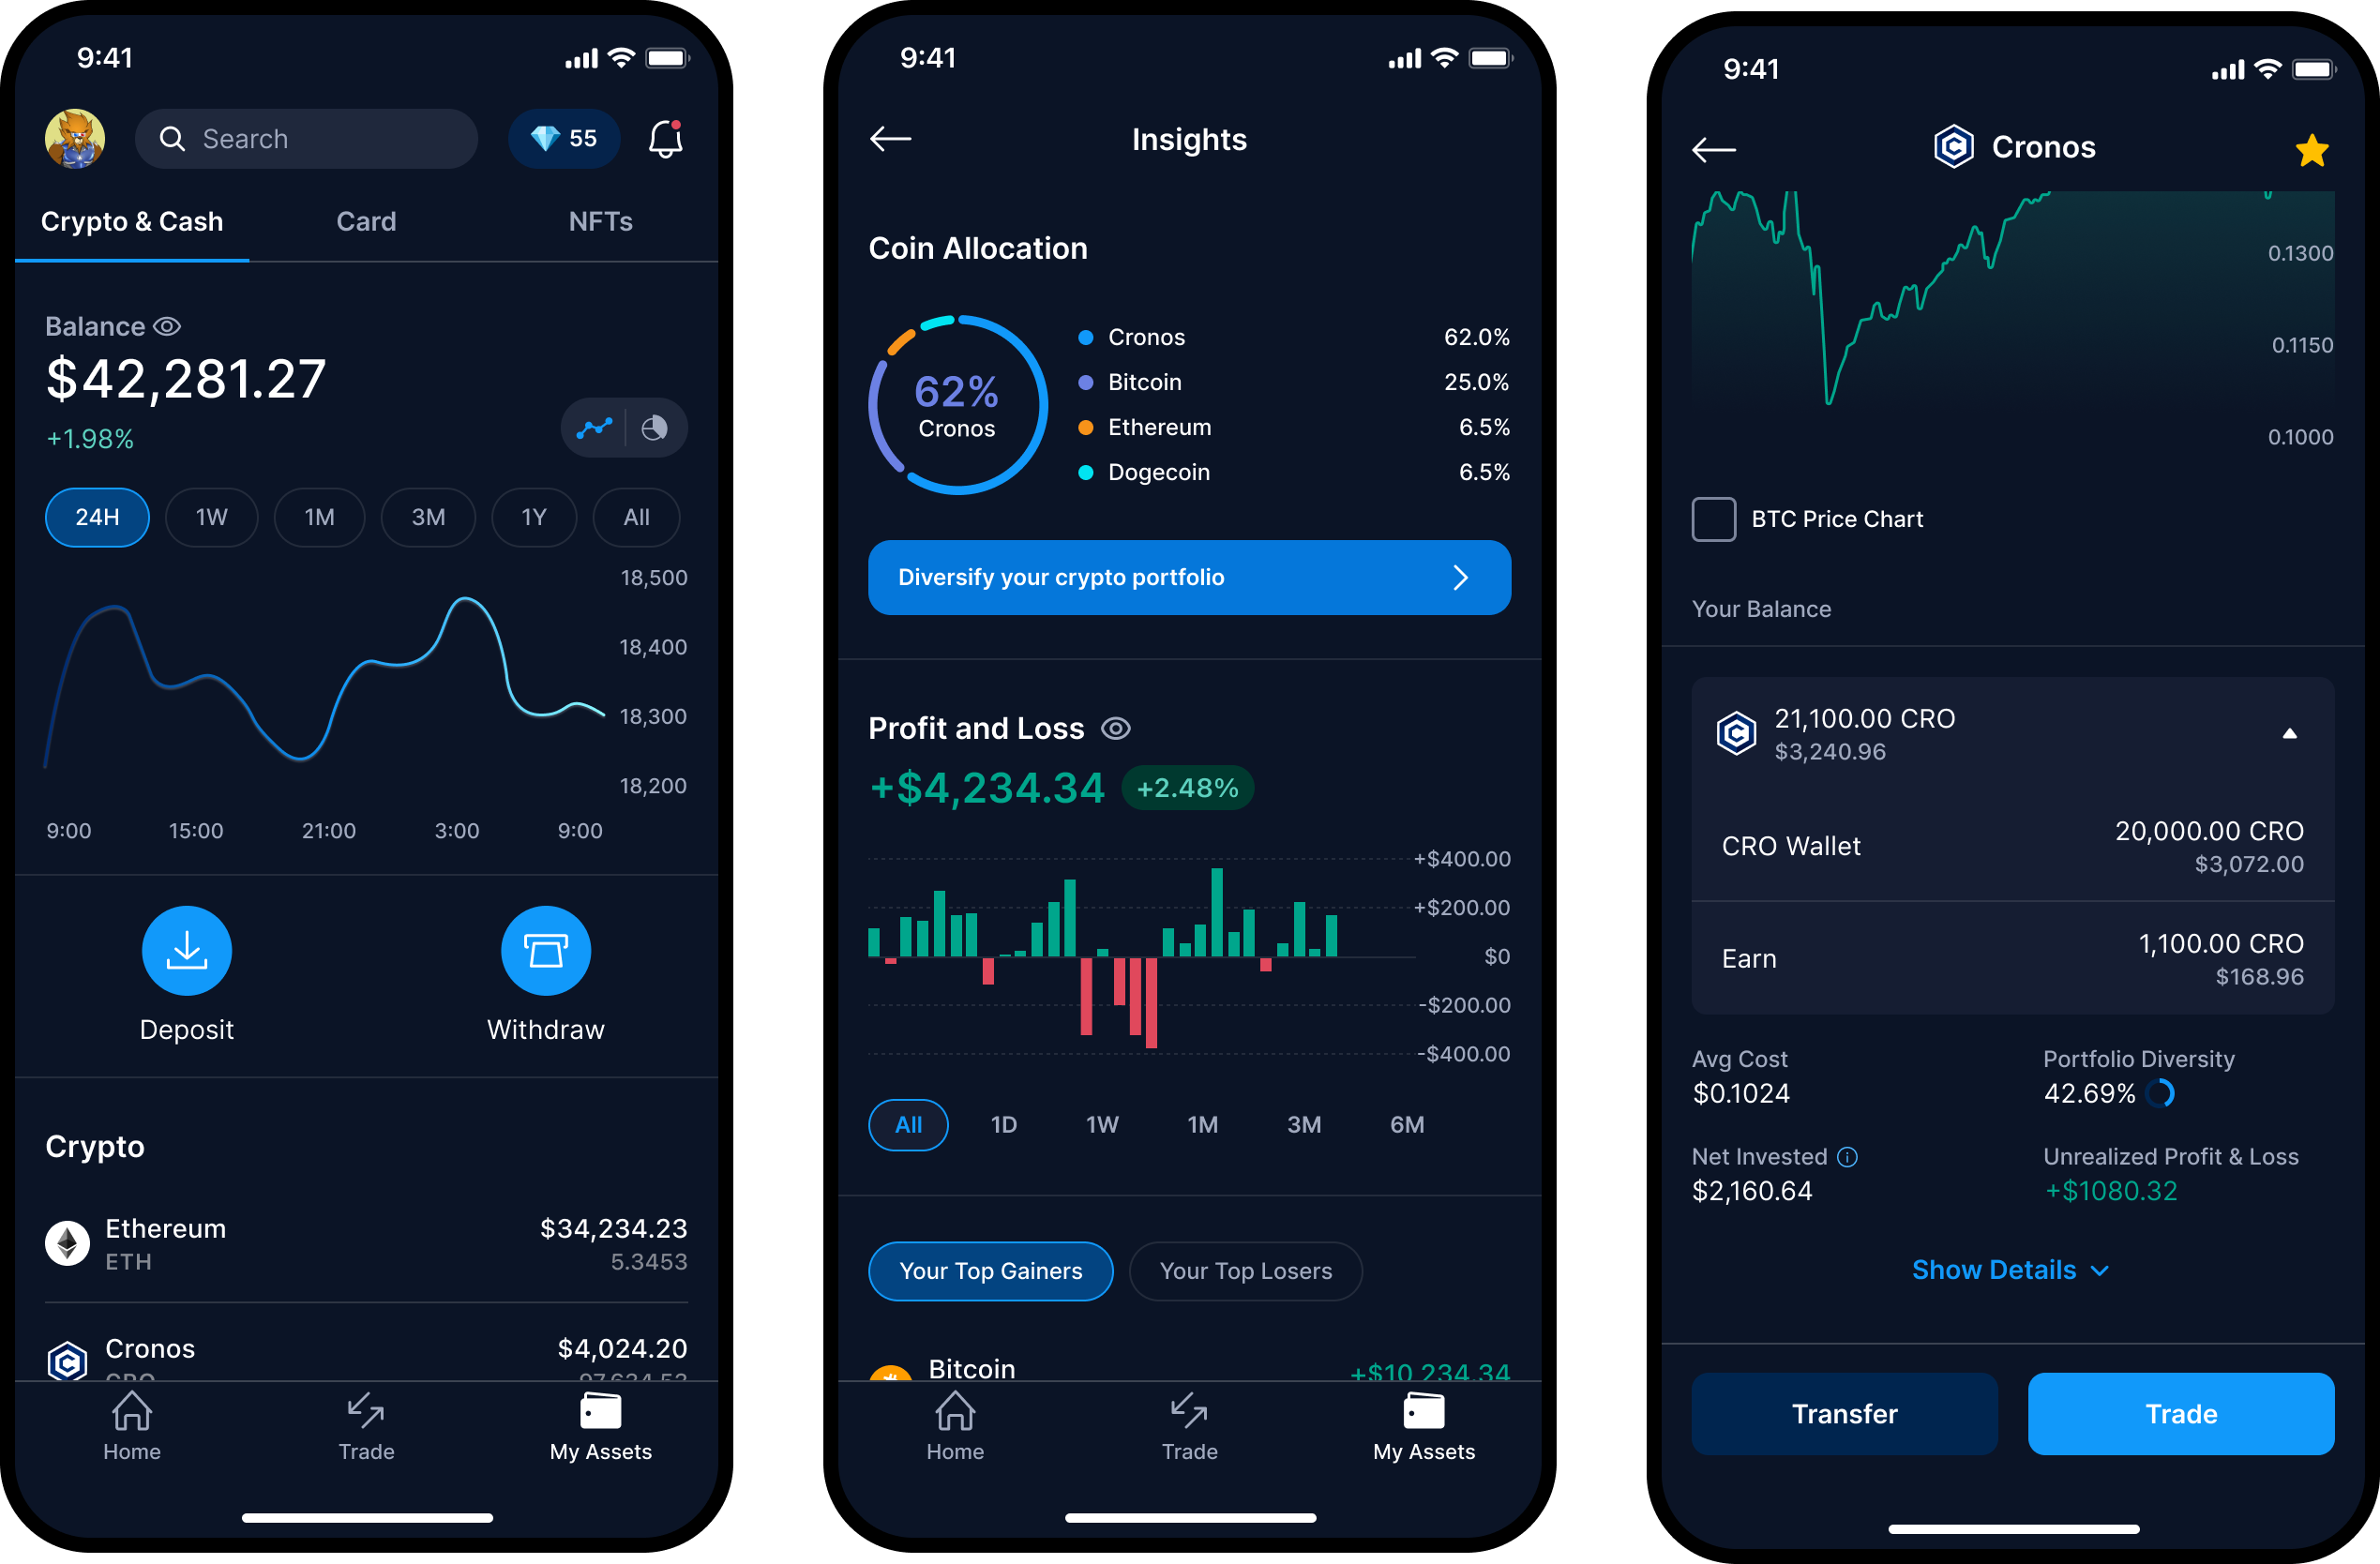 9:41
Search
55
Crypto & Cash
Card
NFTs
Balance
$42,281.27
+1.98%
24H
1W
1M
3M
1Y
All
18,500
18,400
18,300
18,200
9:00
15:00
21:00
3:00
9:00
Deposit
Withdraw
Crypto
Ethereum
$34,234.23
ETH
5.3453
Cronos
$4,024.20
Home
Trade
My Assets
9:41
Insights
Coin Allocation
62%
Cronos
Cronos
62.0%
Bitcoin
25.0%
Ethereum
6.5%
Dogecoin
6.5%
Diversify your crypto portfolio
Profit and Loss
+$4,234.34
+2.48%
+$400.00
+$200.00
$0
-$200.00
-$400.00
All
1D
1W
1M
3M
6M
Your Top Gainers
Your Top Losers
Bitcoin
+$10,234.34
Home
Trade
My Assets
9:41
Cronos
0.1300
0.1150
0.1000
BTC Price Chart
Your Balance
21,100.00 CRO
$3,240.96
CRO Wallet
20,000.00 CRO
$3,072.00
Earn
1,100.00 CRO
$168.96
Avg Cost
$0.1024
Portfolio Diversity
42.69%
Net Invested
$2,160.64
Unrealized Profit & Loss
+$1080.32
Show Details
Transfer
Trade